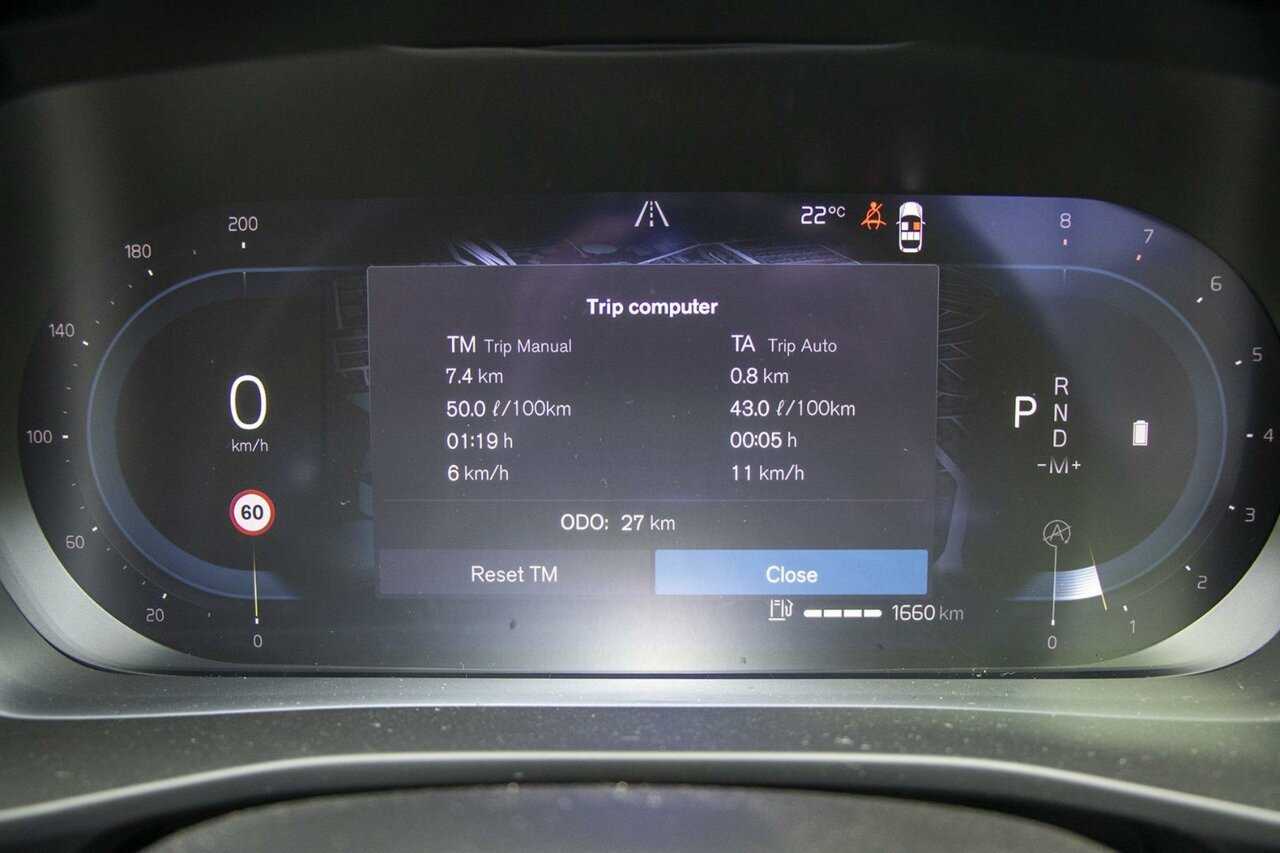 22°C
200
180
140
100
60
20
0
0
km/h
60
Trip computer
TM Trip Manual
7.4 km
50.0 ℓ/100km
01:19 h
6 km/h
TA Trip Auto
0.8 km
43.0 ℓ/100km
00:05 h
11 km/h
ODO: 27 km
Reset TM
Close
1660 km
P
R
N
D
-M+
A
8
7
6
5
4
3
2
1
0